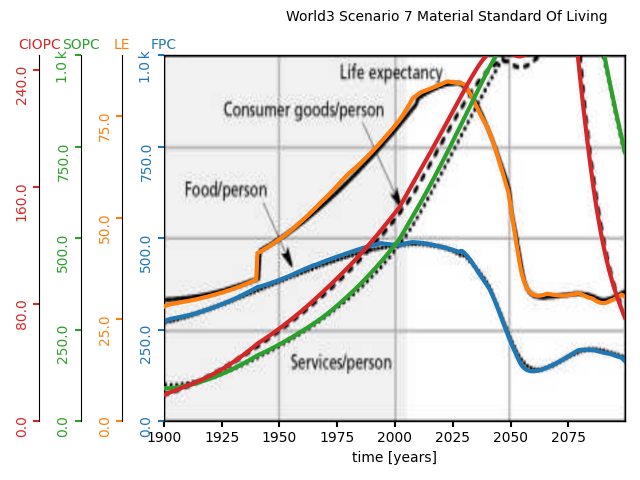 World3 Scenario 7 Material Standard Of Living
CIOPC SOPC LE FPC
240.0 160.0 80.0 0.0
1.0 k 750.0 500.0 250.0 0.0
75.0 50.0 25.0 0.0
1.0 k 750.0 500.0 250.0 0.0
Life expectancy
Consumer goods/person
Food/person
Services/person
1900 1925 1950 1975 2000 2025 2050 2075
time [years]